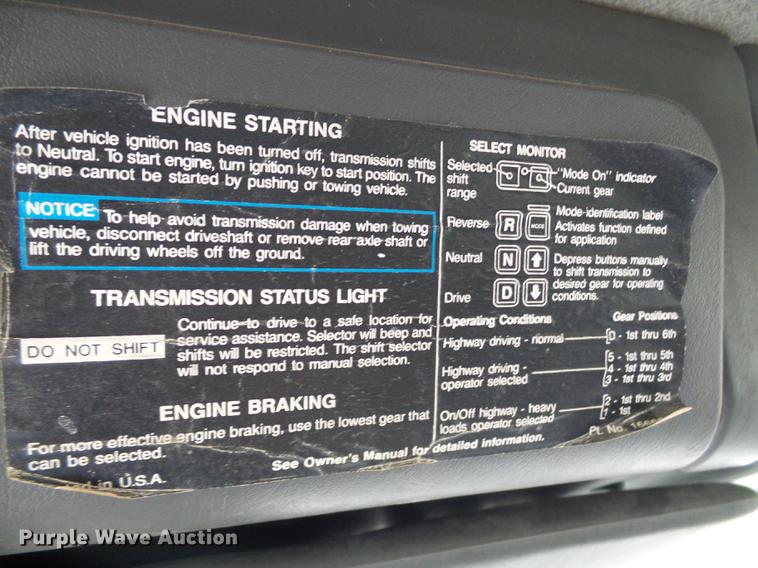 ENGINE STARTING
After vehicle ignition has been turned off, transmission shifts
to Neutral. To start engine, turn ignition key to start position. The
engine cannot be started by pushing or towing vehicle.
NOTICE To help avoid transmission damage when towing
vehicle, disconnect driveshaft or remove rear axle shaft or
lift the driving wheels off the ground.
TRANSMISSION STATUS LIGHT
DO NOT SHIFT
Continue to drive to a safe location for
service assistance. Selector will beep and
shifts will be restricted. The shift selector
will not respond to manual selection.
ENGINE BRAKING
For more effective engine braking, use the lowest gear that
can be selected.
in U.S.A.
See Owner's Manual for detailed information.
SELECT MONITOR
Selected
shift
range
"Mode On" indicator
Current gear
Reverse
R
MODE
Mode-identification label
Activates function defined
for application
Neutral
N
Drive
D
Depress buttons manually
to shift transmission to
desired gear for operating
conditions.
Operating Conditions Gear Positions
Highway driving - normal D - 1st thru 6th
Highway driving -
operator selected
5 - 1st thru 5th
4 - 1st thru 4th
3 - 1st thru 3rd
On/Off highway - heavy
loads operator selected
2 - 1st thru 2nd
1 - 1st
Pt. No.
Purple Wave Auction